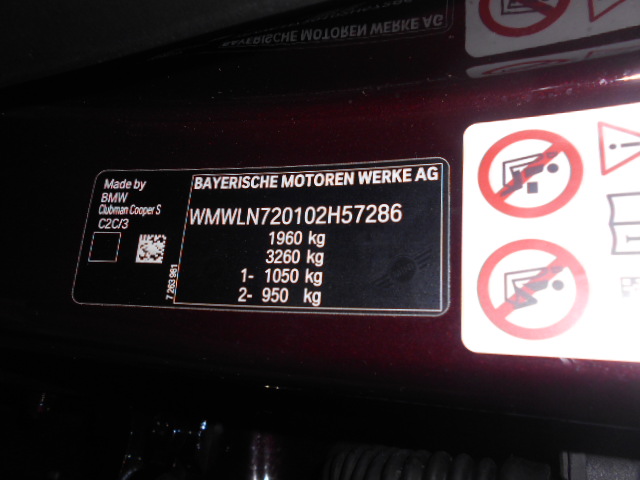 BAYERISCHE MOTOREN WERKE AG
Made by
BMW
Clubman Cooper S
C2C/3
7 263 961
BAYERISCHE MOTOREN WERKE AG
WMWLN720102H57286
1960 kg
3260 kg
1- 1050 kg
2- 950 kg